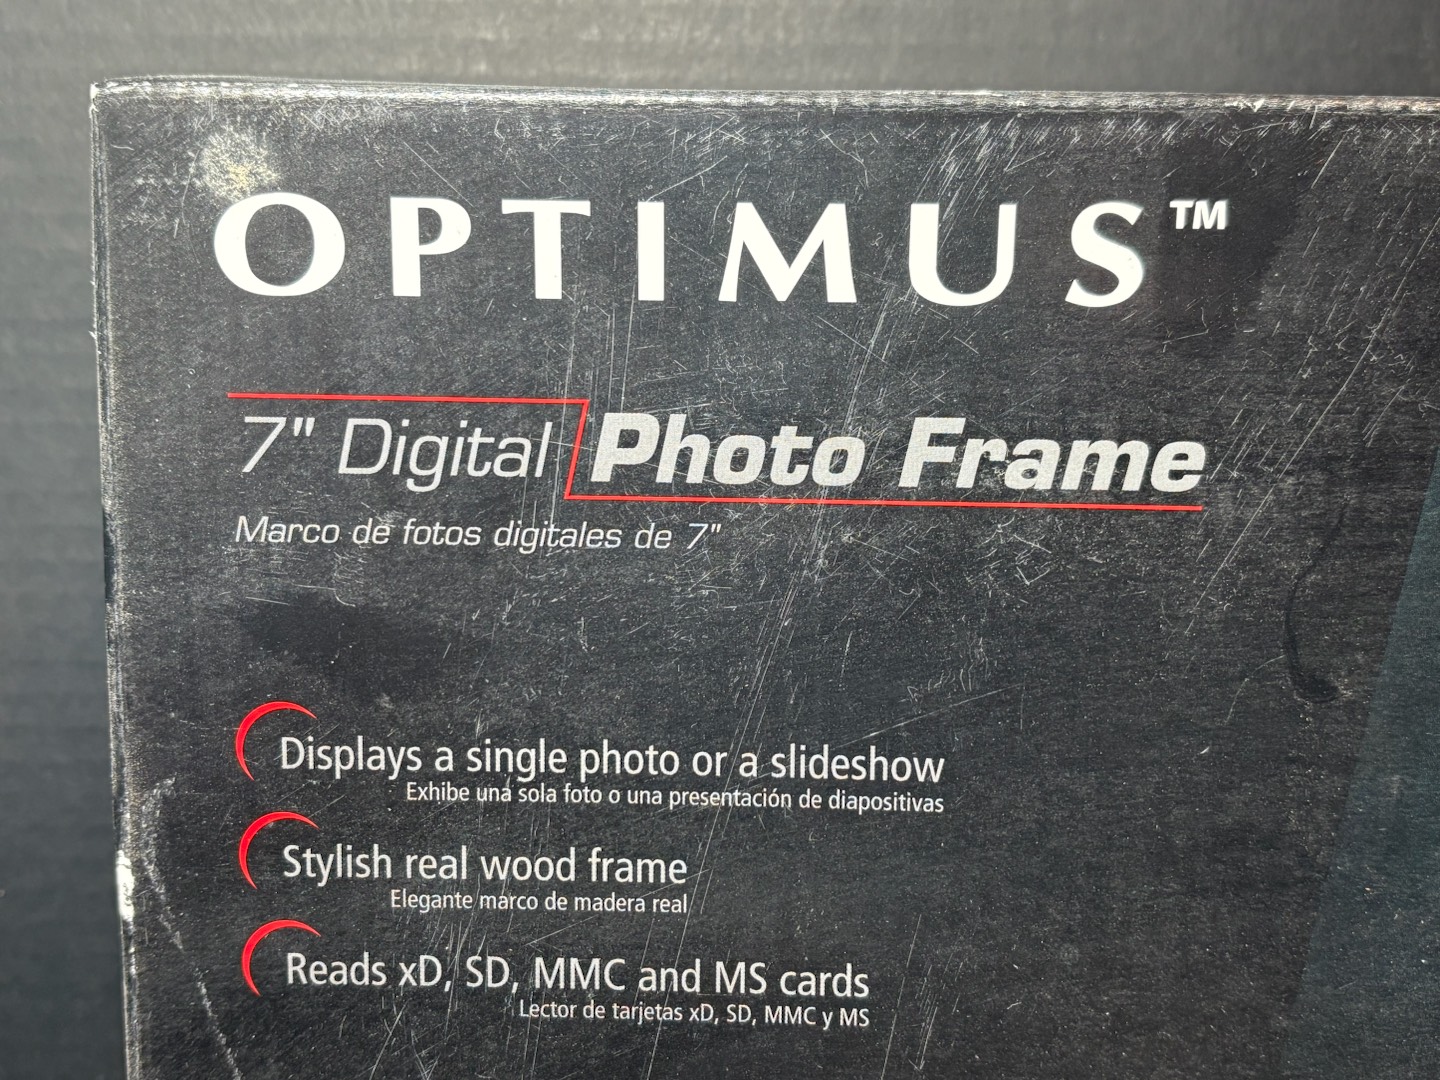 OPTIMUS™
7" Digital Photo Frame
Marco de fotos digitales de 7"
Displays a single photo or a slideshow
Exhibe una sola foto o una presentación de diapositivas
Stylish real wood frame
Elegante marco de madera real
Reads xD, SD, MMC and MS cards
Lector de tarjetas xD, SD, MMC y MS